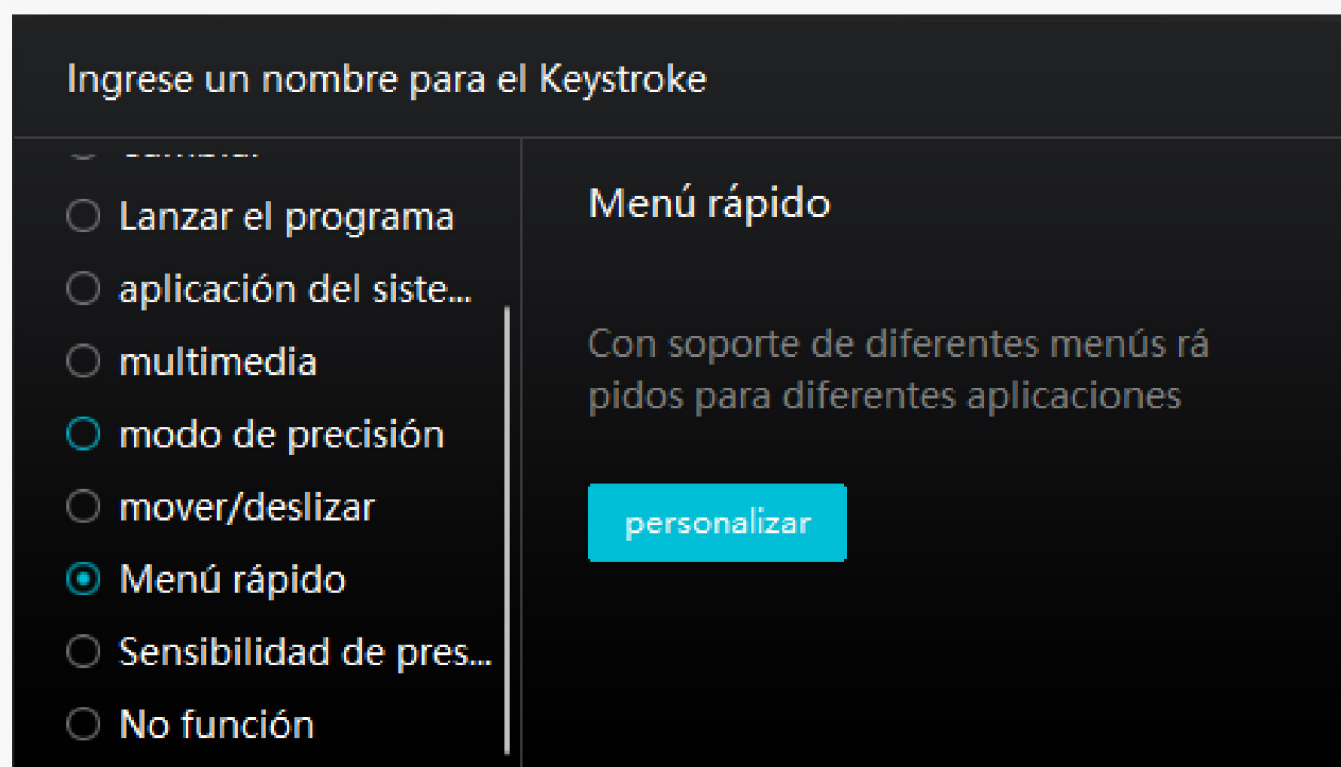 Ingrese un nombre para el Keystroke
Lanzar el programa
aplicación del siste...
multimedia
modo de precisión
mover/deslizar
Menú rápido
Sensibilidad de pres...
No función
Menú rápido
Con soporte de diferentes menús rá
pidos para diferentes aplicaciones
personalizar